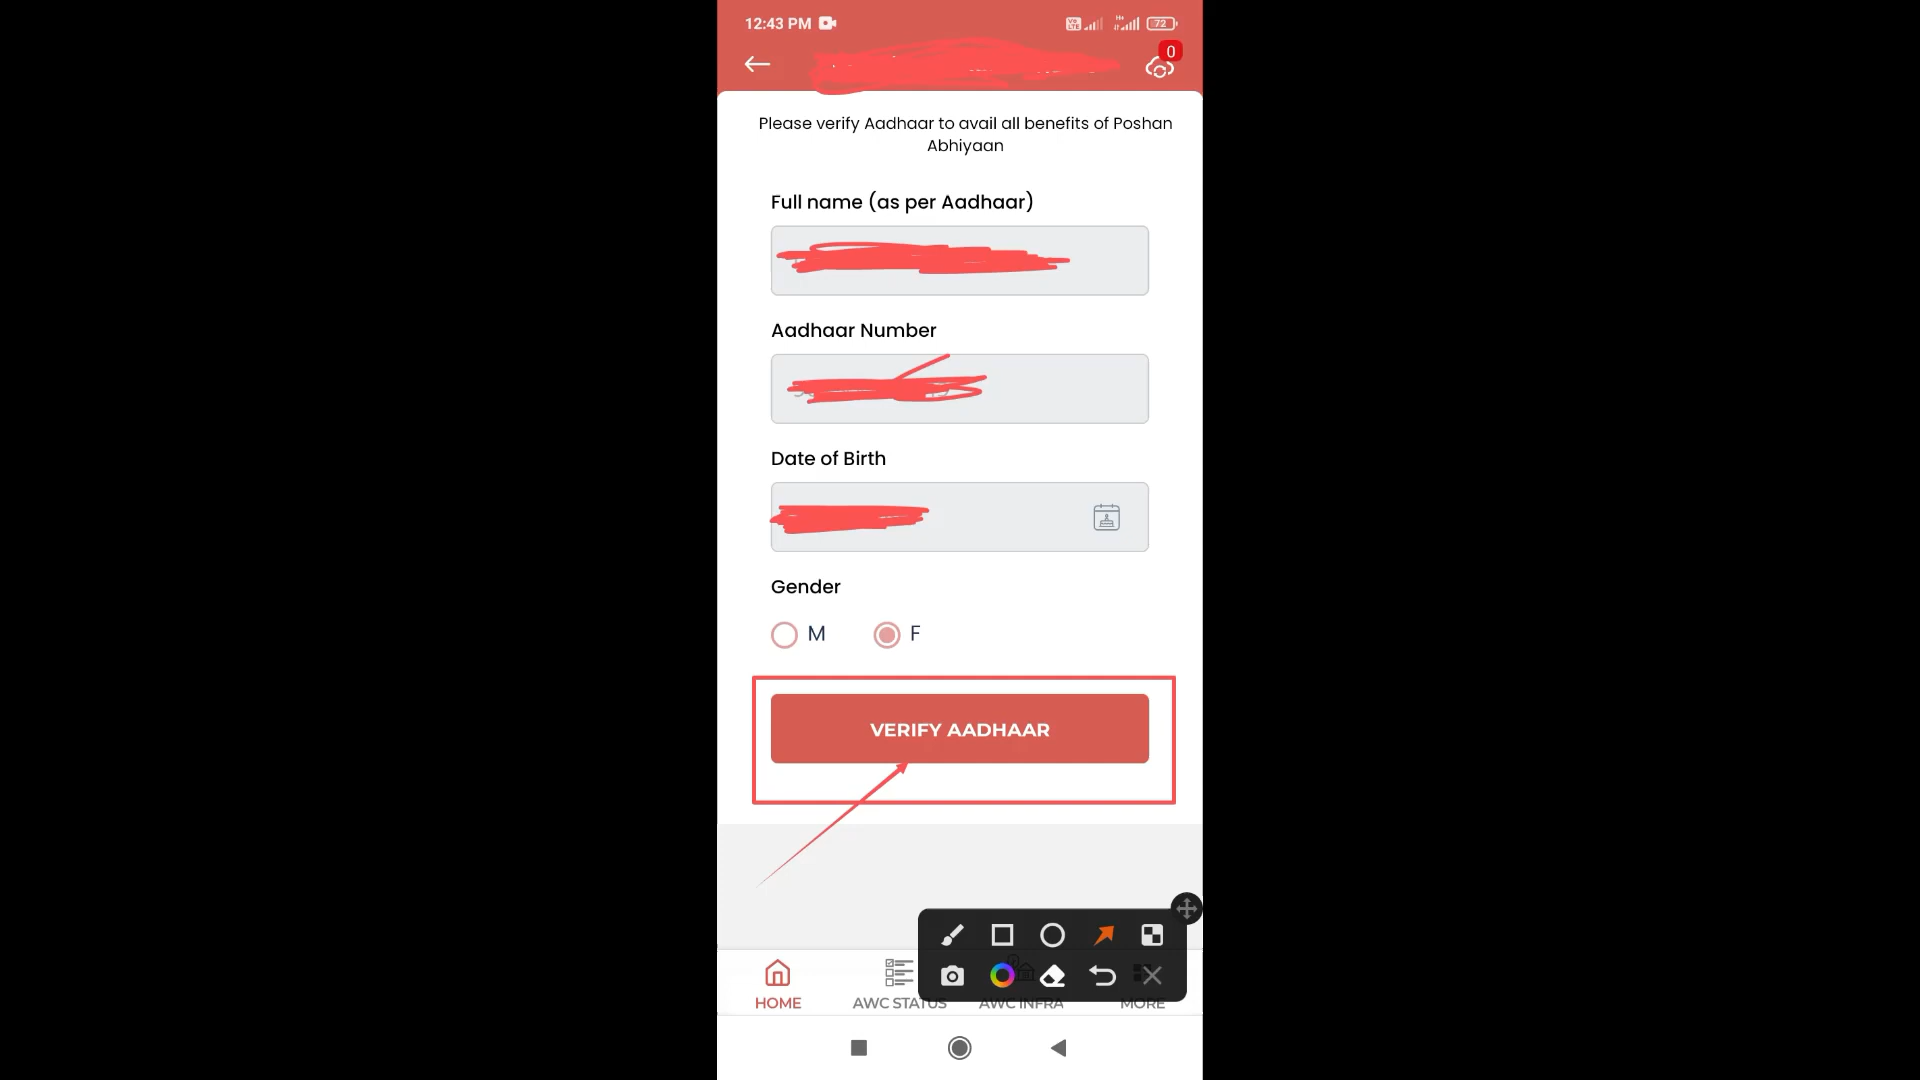 12:43 PM
72
0
Please verify Aadhaar to avail all benefits of Poshan
Abhiyaan
Full name (as per Aadhaar)
Aadhaar Number
Date of Birth
Gender
M F
VERIFY AADHAAR
HOME AWC STATUS AWC INFRA MORE